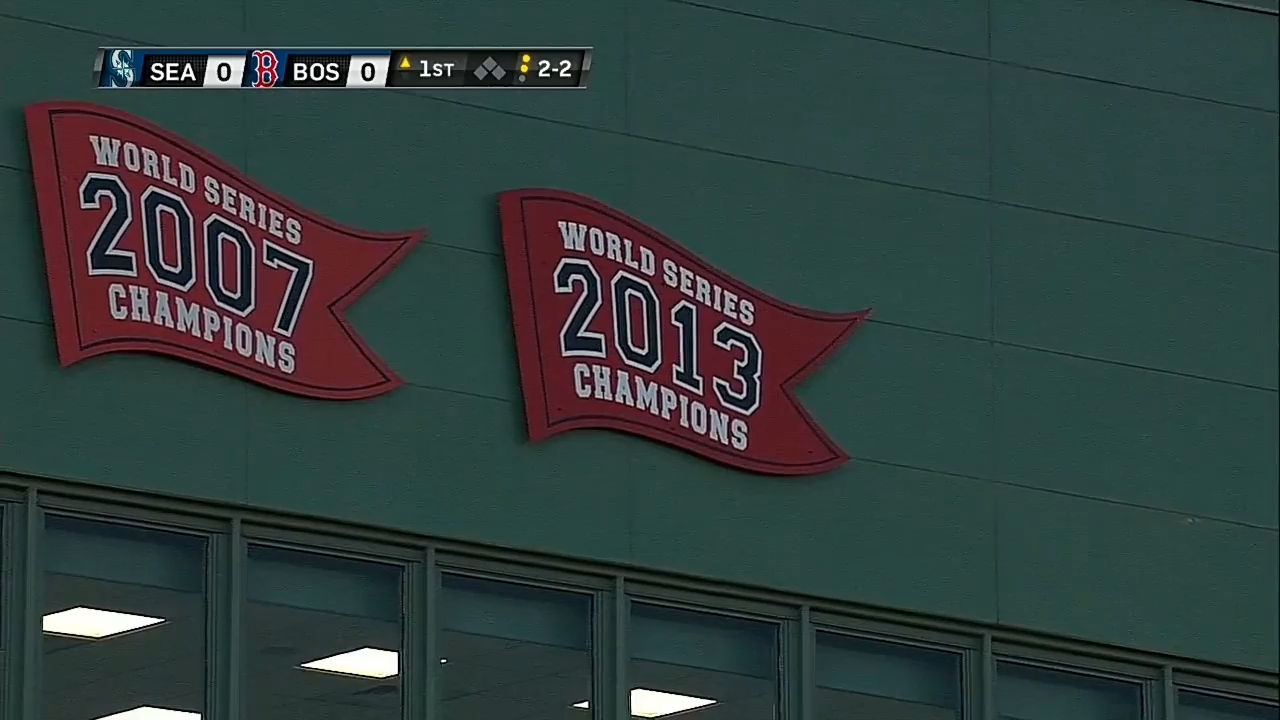 SEA 0 B BOS 0 1ST 2-2
WORLD SERIES
2007
CHAMPIONS
WORLD SERIES
2013
CHAMPIONS